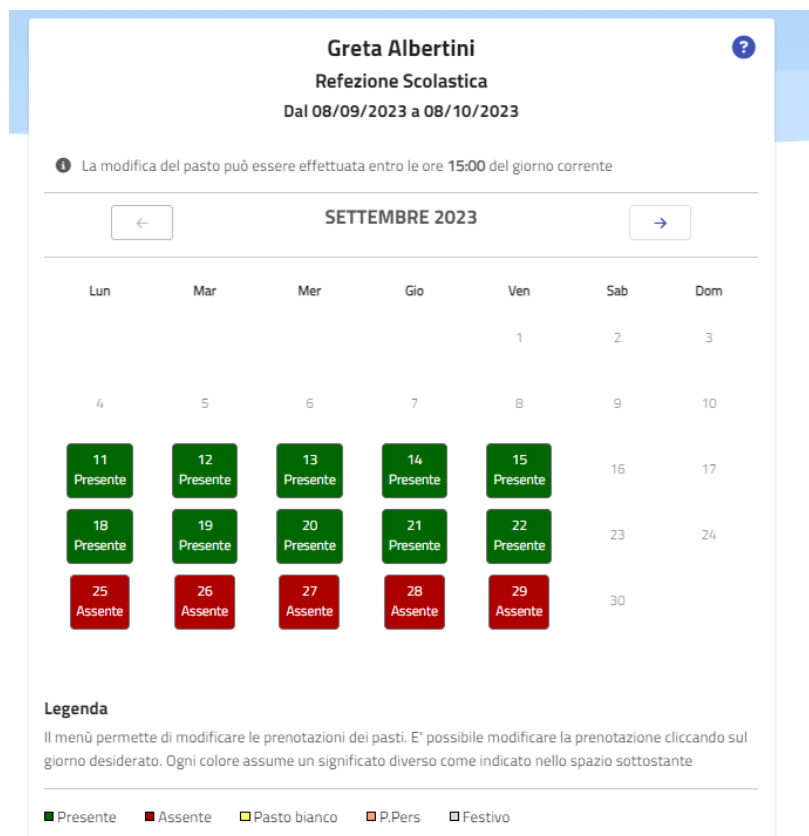 Greta Albertini
?
Refezione Scolastica
Dal 08/09/2023 a 08/10/2023
La modifica del pasto può essere effettuata entro le ore 15:00 del giorno corrente
← SETTEMBRE 2023 →
Lun Mar Mer Gio Ven Sab Dom
1 2 3
4 5 6 7 8 9 10
11 12 13 14 15 16 17
Presente Presente Presente Presente Presente
18 19 20 21 22 23 24
Presente Presente Presente Presente Presente
25 26 27 28 29 30
Assente Assente Assente Assente Assente
Legenda
Il menù permette di modificare le prenotazioni dei pasti. E' possibile modificare la prenotazione cliccando sul
giorno desiderato. Ogni colore assume un significato diverso come indicato nello spazio sottostante
Presente Assente Pasto bianco P.Pers Festivo